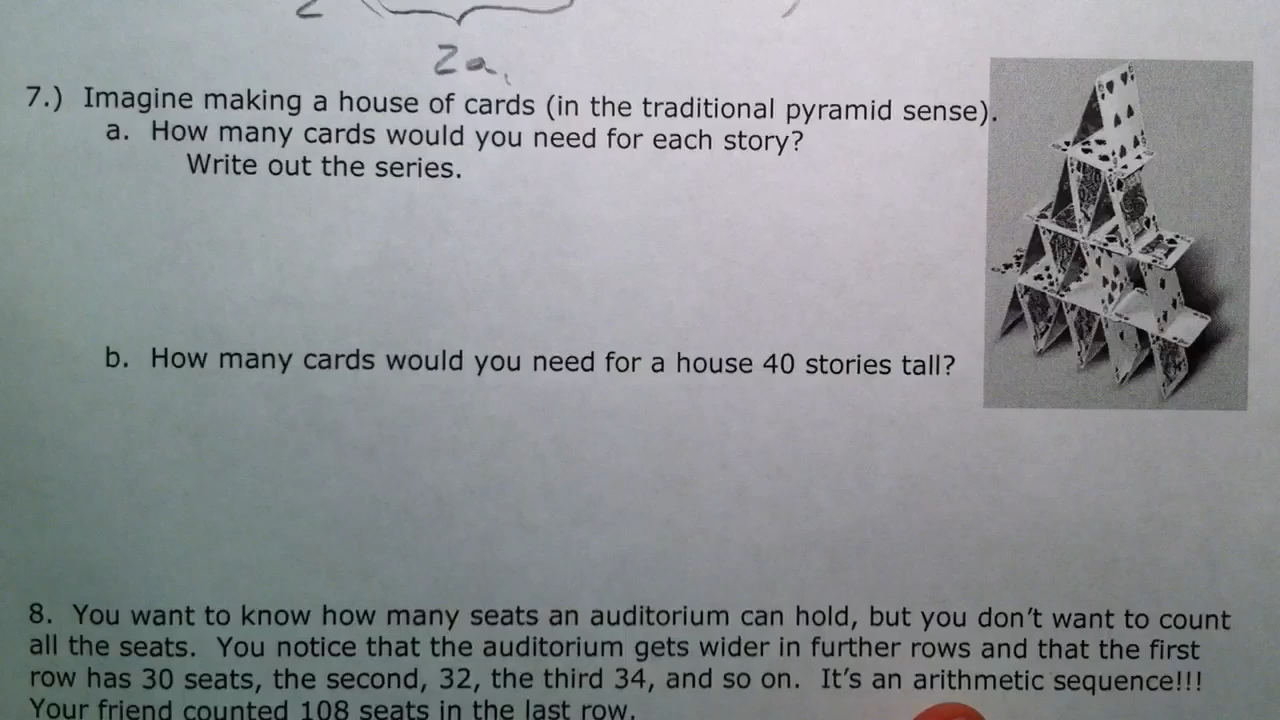 2a₁
7.) Imagine making a house of cards (in the traditional pyramid sense).
a. How many cards would you need for each story?
Write out the series.
b. How many cards would you need for a house 40 stories tall?
8. You want to know how many seats an auditorium can hold, but you don't want to count
all the seats. You notice that the auditorium gets wider in further rows and that the first
row has 30 seats, the second, 32, the third 34, and so on. It's an arithmetic sequence!!!
Your friend counted 108 seats in the last row.